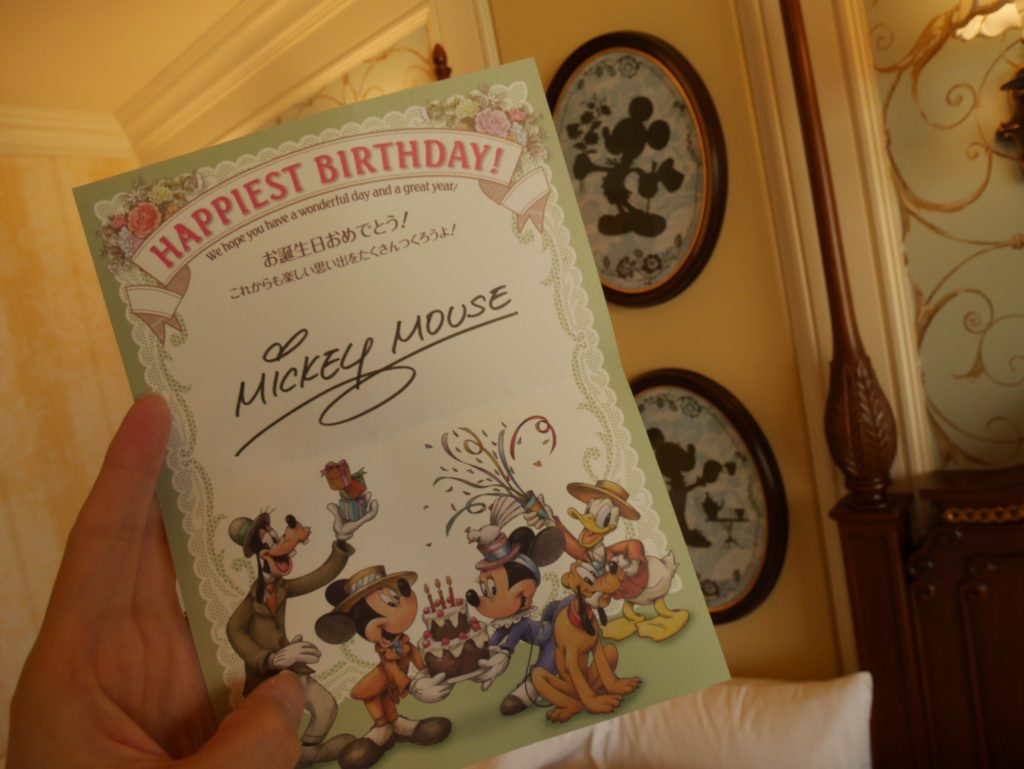 HAPPIEST BIRTHDAY!
We hope you have a wonderful day and a great year!
お誕生日おめでとう!
これからも楽しい思い出をたくさんつくろうよ!
MICKEY MOUSE